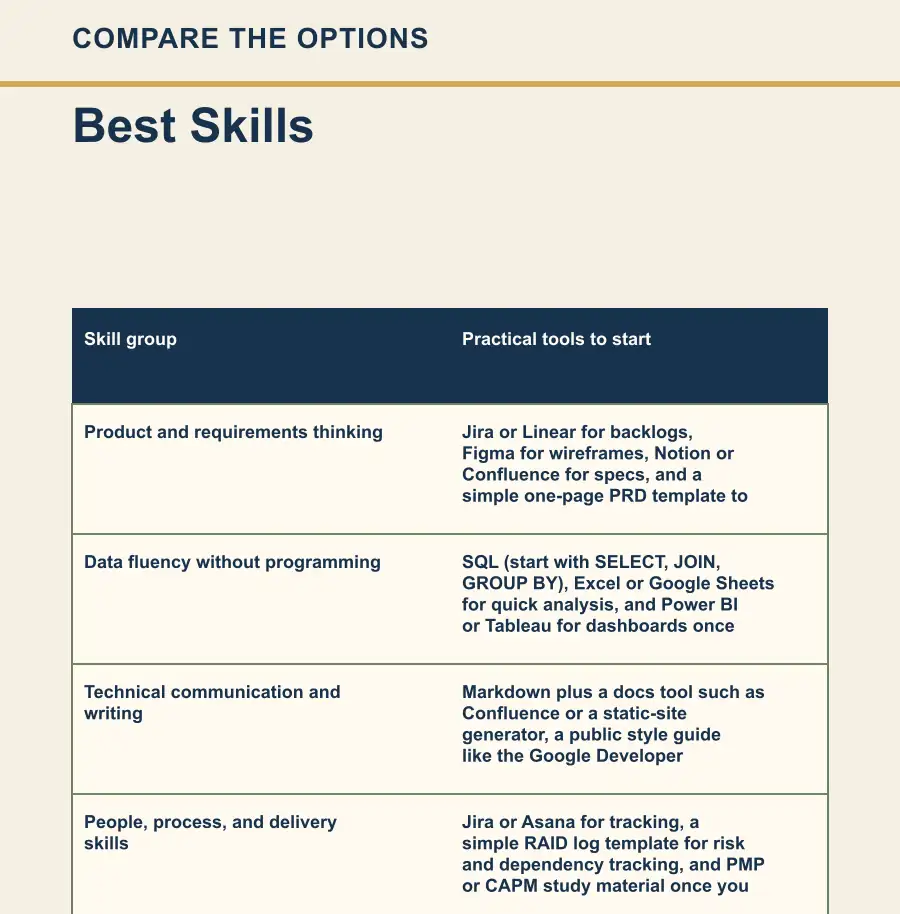 COMPARE THE OPTIONS
Best Skills
Skill group
Practical tools to start
Product and requirements thinking
Jira or Linear for backlogs,
Figma for wireframes, Notion or
Confluence for specs, and a
simple one-page PRD template to
Data fluency without programming
SQL (start with SELECT, JOIN,
GROUP BY), Excel or Google Sheets
for quick analysis, and Power BI
or Tableau for dashboards once
Technical communication and
writing
Markdown plus a docs tool such as
Confluence or a static-site
generator, a public style guide
like the Google Developer
People, process, and delivery
skills
Jira or Asana for tracking, a
simple RAID log template for risk
and dependency tracking, and PMP
or CAPM study material once you